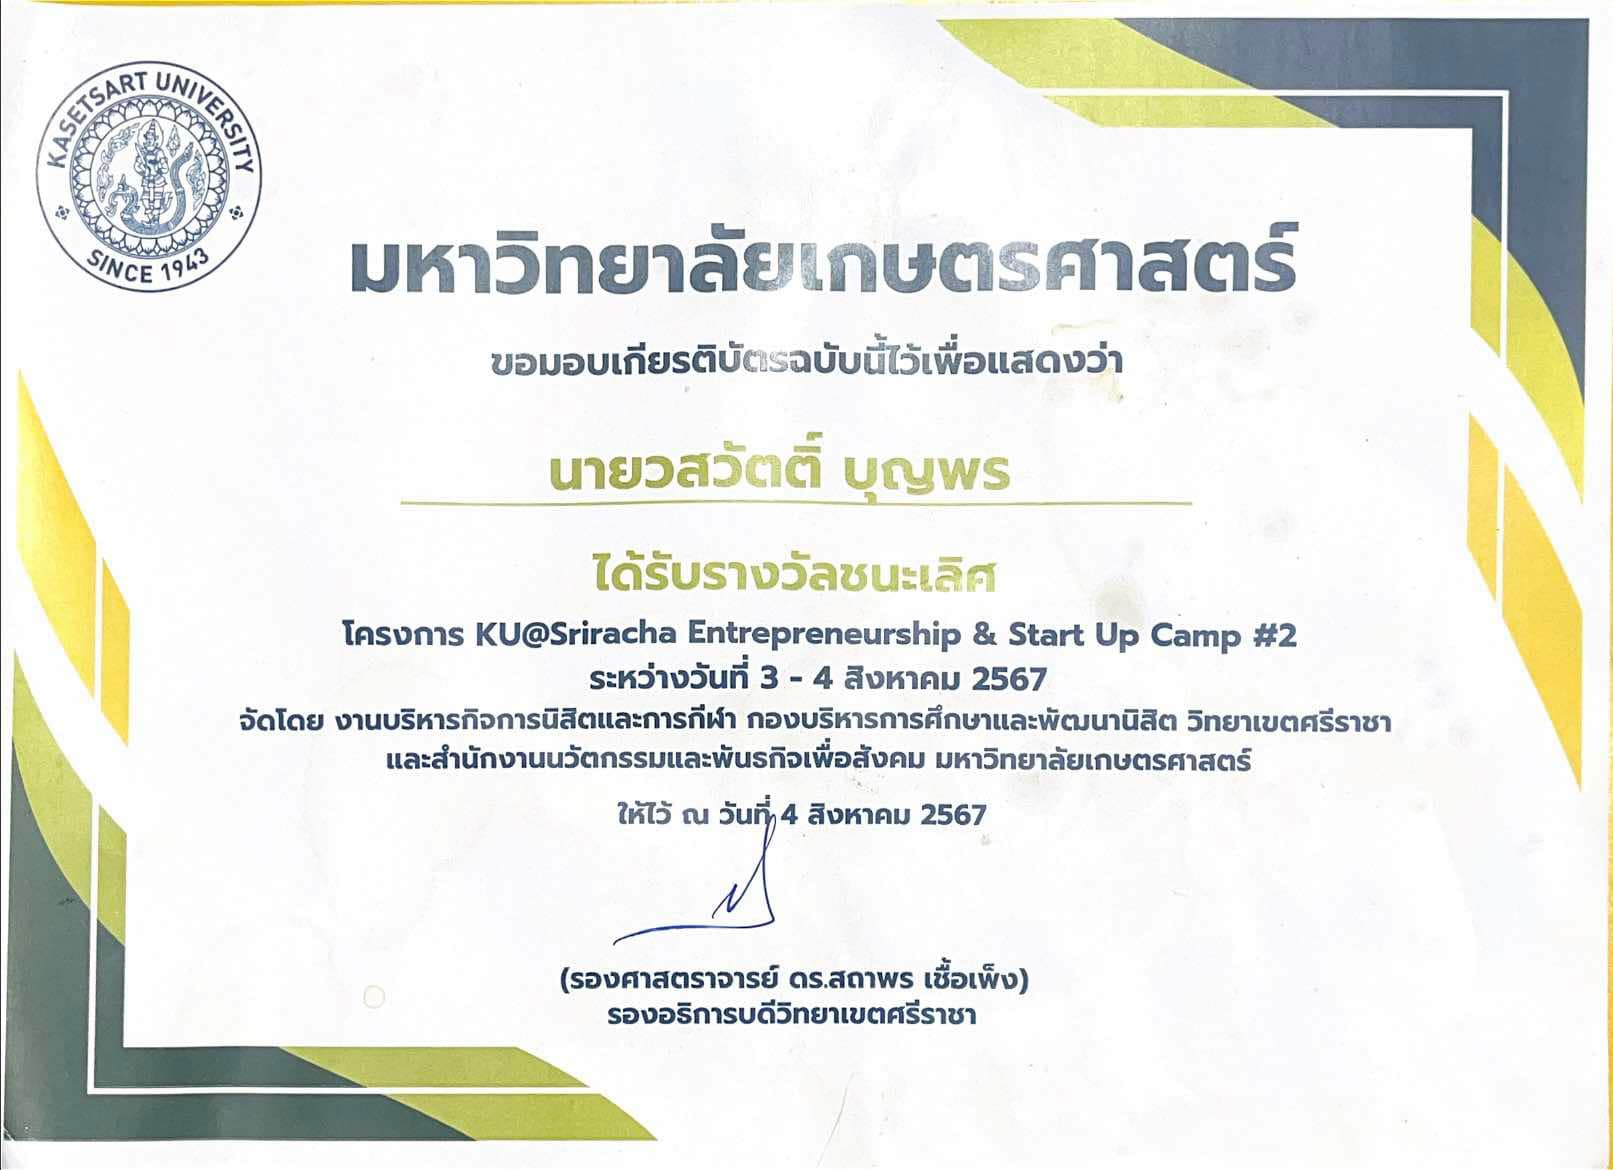 KASETSART UNIVERSITY
SINCE 1943
มหาวิทยาลัยเกษตรศาสตร์
ขอมอบเกียรติบัตรฉบับนี้ไว้เพื่อแสดงว่า
นายวสวัตติ์ บุญพร
ได้รับรางวัลชนะเลิศ
โครงการ KU@Sriracha Entrepreneurship & Start Up Camp #2
ระหว่างวันที่ 3 - 4 สิงหาคม 2567
จัดโดย งานบริหารกิจการนิสิตและการกีฬา กองบริหารการศึกษาและพัฒนานิสิต วิทยาเขตศรีราชา
และสำนักงานนวัตกรรมและพันธกิจเพื่อสังคม มหาวิทยาลัยเกษตรศาสตร์
ให้ไว้ ณ วันที่ 4 สิงหาคม 2567
(รองศาสตราจารย์ ดร.สถาพร เชื้อเพ็ง)
รองอธิการบดีวิทยาเขตศรีราชา